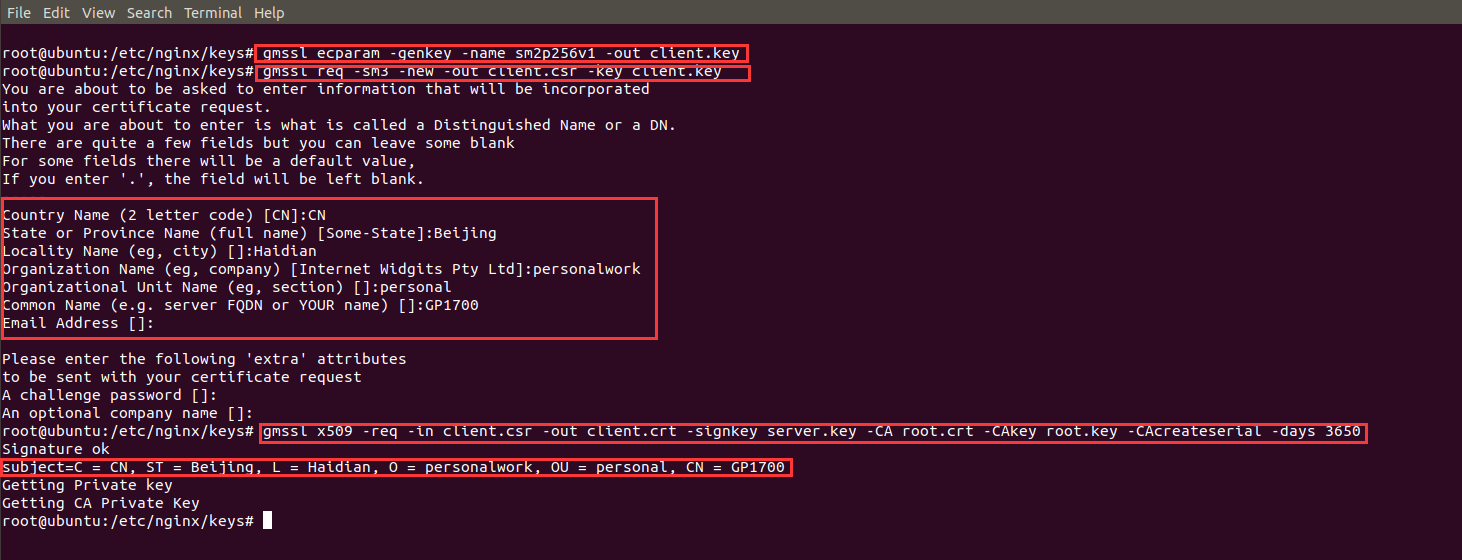 File Edit View Search Terminal Help
root@ubuntu:/etc/nginx/keys# gmssl ecparam -genkey -name sm2p256v1 -out client.key
root@ubuntu:/etc/nginx/keys# gmssl req -sm3 -new -out client.csr -key client.key
You are about to be asked to enter information that will be incorporated
into your certificate request.
What you are about to enter is what is called a Distinguished Name or a DN.
There are quite a few fields but you can leave some blank
For some fields there will be a default value,
If you enter '.', the field will be left blank.
Country Name (2 letter code) [CN]:CN
State or Province Name (full name) [Some-State]:Beijing
Locality Name (eg, city) []:Haidian
Organization Name (eg, company) [Internet Widgits Pty Ltd]:personalwork
Organizational Unit Name (eg, section) []:personal
Common Name (e.g. server FQDN or YOUR name) []:GP1700
Email Address []:
Please enter the following 'extra' attributes
to be sent with your certificate request
A challenge password []:
An optional company name []:
root@ubuntu:/etc/nginx/keys# gmssl x509 -req -in client.csr -out client.crt -signkey server.key -CA root.crt -CAkey root.key -CAcreateserial -days 3650
Signature ok
subject=C = CN, ST = Beijing, L = Haidian, O = personalwork, OU = personal, CN = GP1700
Getting Private key
Getting CA Private Key
root@ubuntu:/etc/nginx/keys#